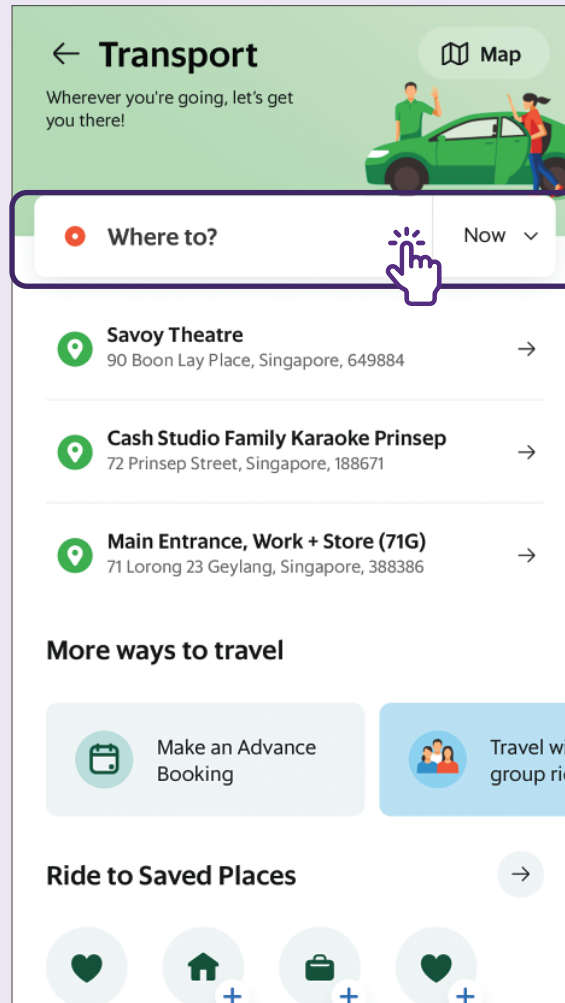 Transport
Map
Wherever you're going, let's get
you there!
Where to?
Now
Savoy Theatre
90 Boon Lay Place, Singapore, 649884
Cash Studio Family Karaoke Prinsep
72 Prinsep Street, Singapore, 188671
Main Entrance, Work + Store (71G)
71 Lorong 23 Geylang, Singapore, 388386
More ways to travel
Make an Advance
Booking
Travel
group
Ride to Saved Places